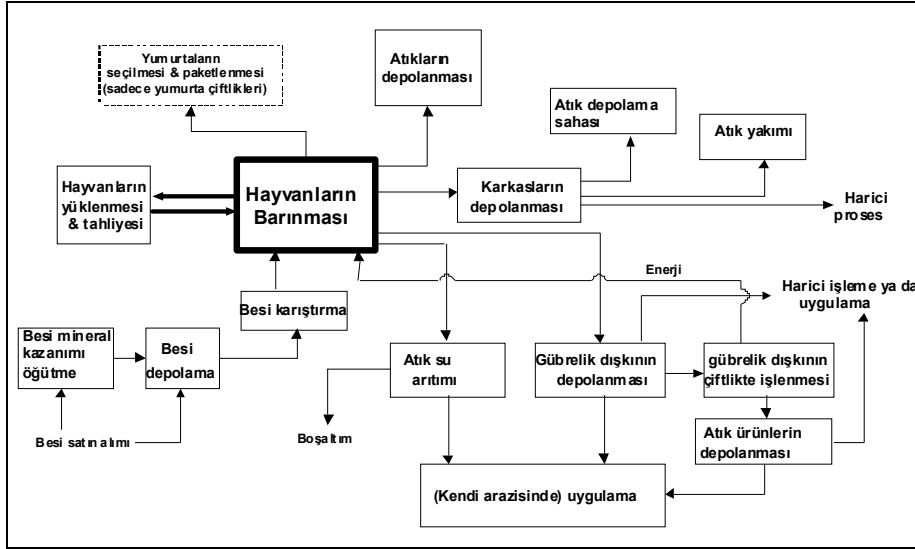 Yumurtaların
seçilmesi & paketlenmesi
(sadece yumurta çiftlikleri)
Atıkların
depolanması
Atık depolama
sahası
Atık yakımı
Hayvanların
yüklenmesi
& tahliyesi
Hayvanların
Barınması
Karkasların
depolanması
Harici
proses
Enerji
Harici işleme ya da
uygulama
Besi karıştırma
Besi mineral
kazanımı
öğütme
Besi
depolama
Atık su
arıtımı
Gübrelik dışkının
depolanması
gübrelik dışkının
çiftlikte işlenmesi
Besi satın alımı
Boşaltım
Atık ürünlerin
depolanması
(Kendi arazisinde) uygulama